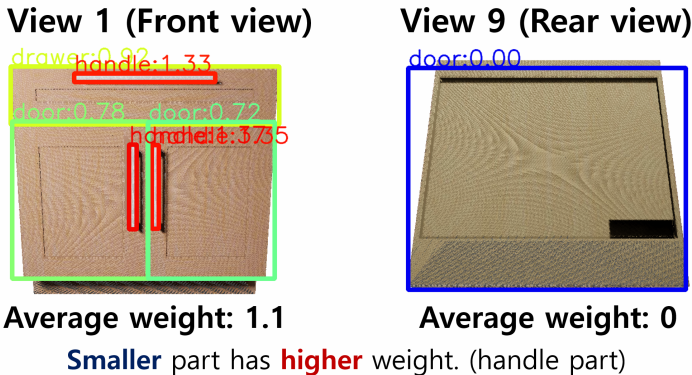 View 1 (Front view)
View 9 (Rear view)
drawer:0.92
handle:1.33
door:0.00
door:0.78
door:0.72
Average weight: 1.1
Average weight: 0
Smaller part has higher weight. (handle part)